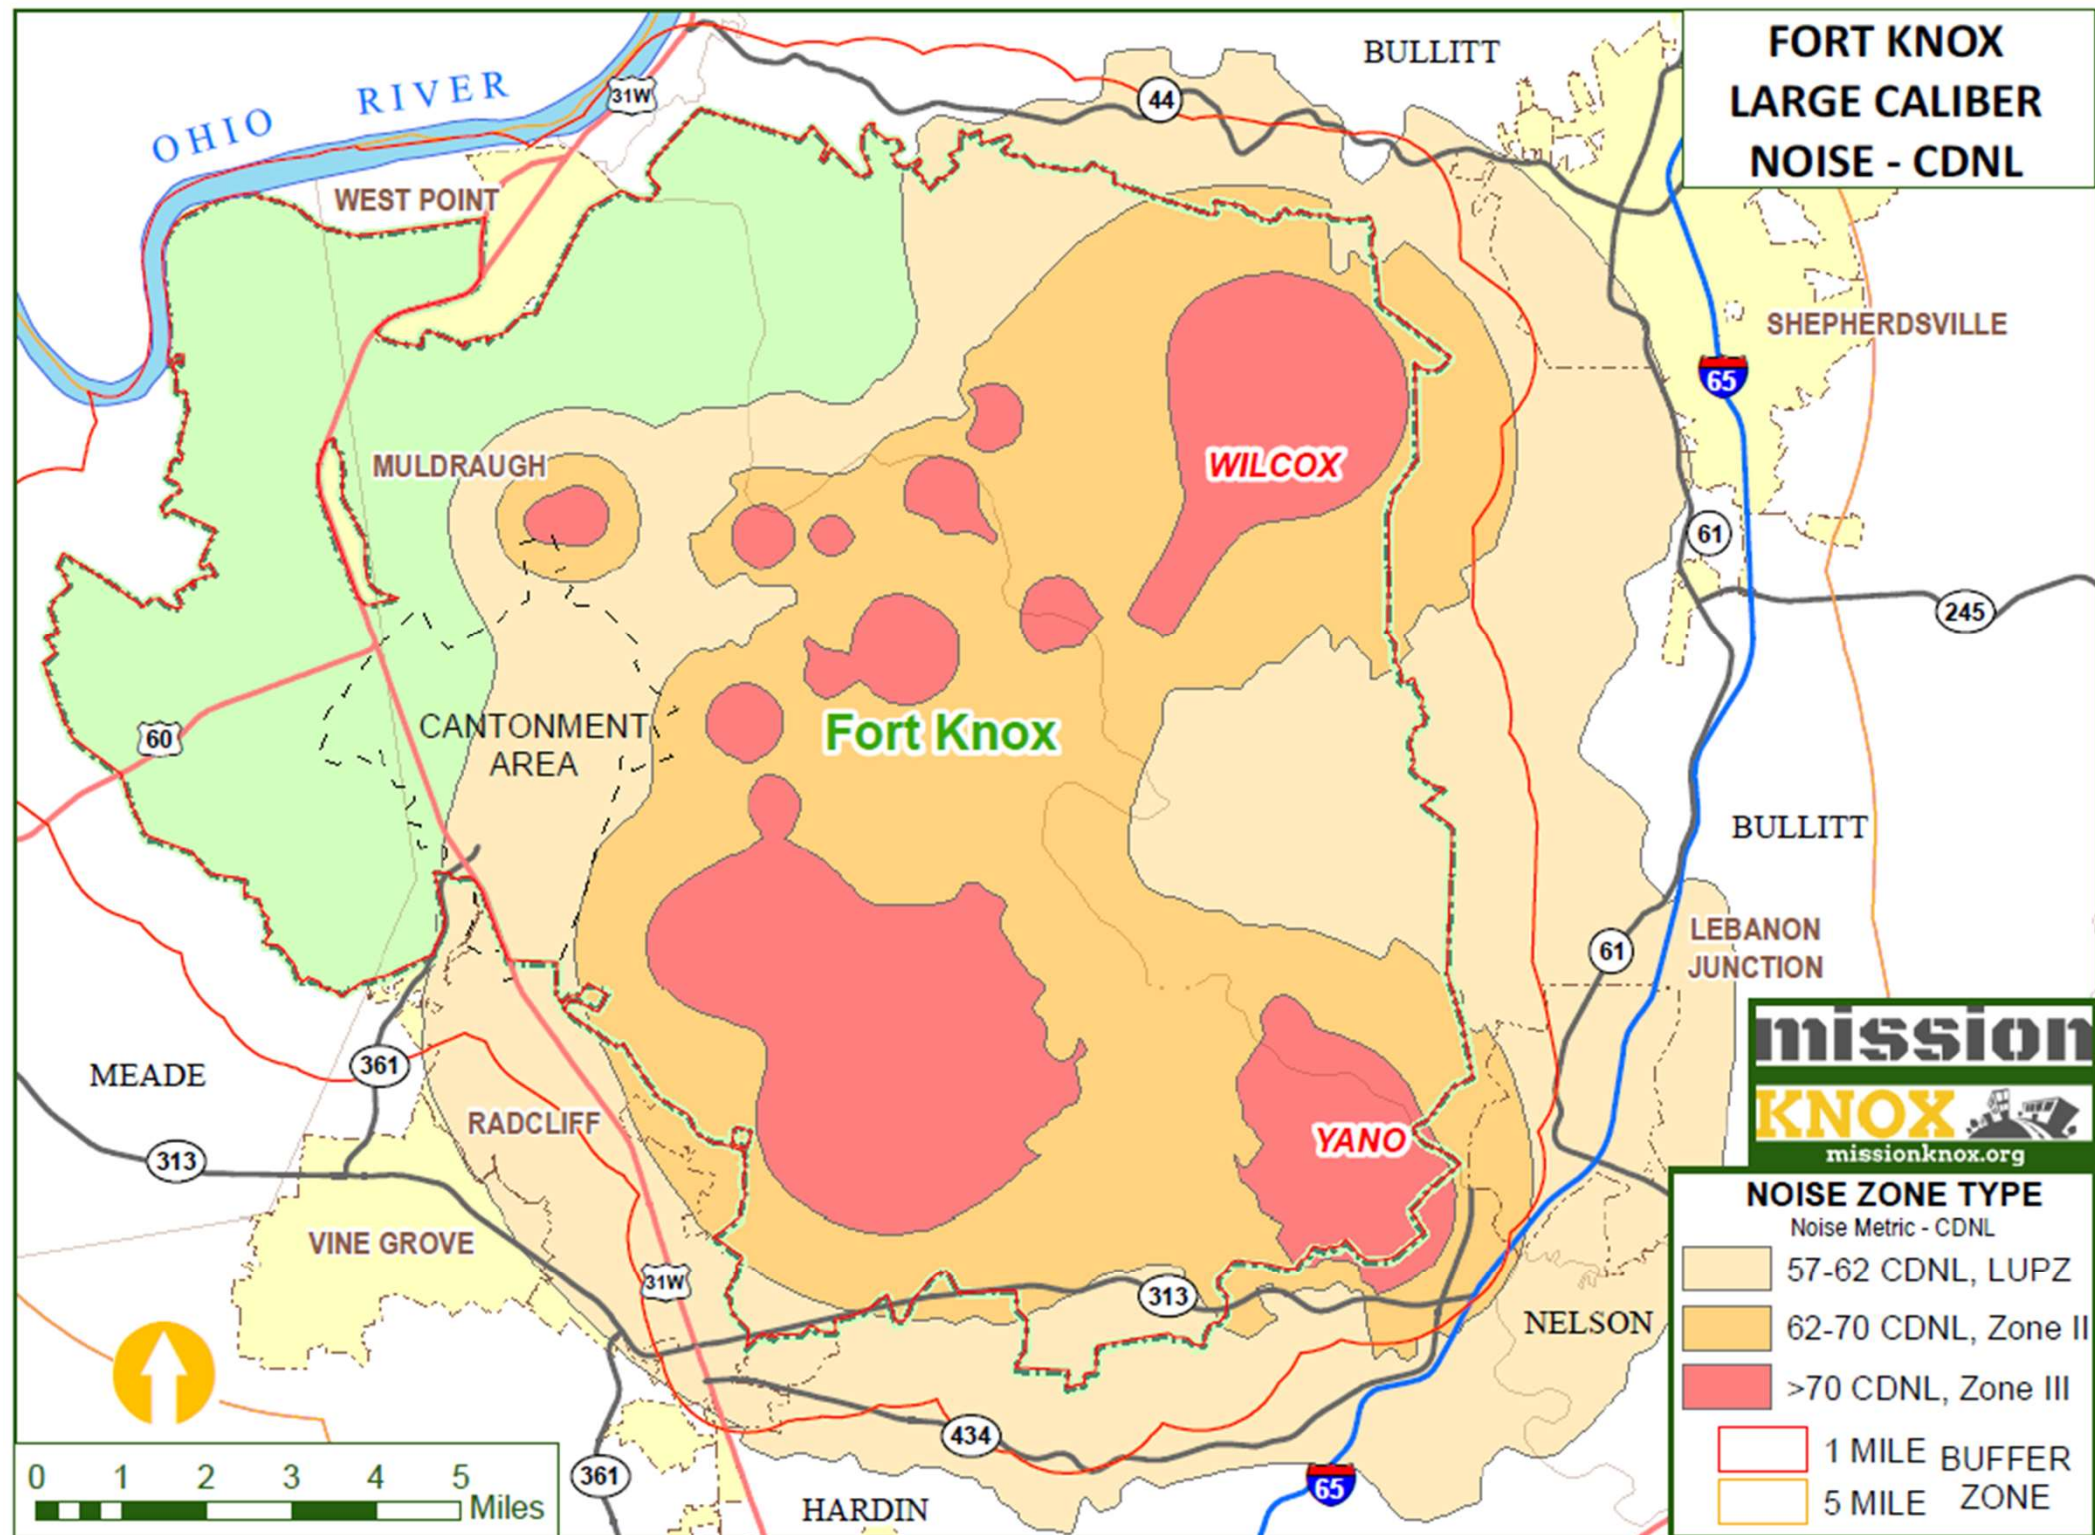 FORT KNOX
LARGE CALIBER
NOISE - CDNL
BULLITT
OHIO RIVER
31W
44
WEST POINT
SHEPHERDSVILLE
65
MULDRAUGH
WILCOX
61
245
60
CANTONMENT
AREA
Fort Knox
BULLITT
LEBANON
JUNCTION
61
MEADE
361
RADCLIFF
YANO
313
VINE GROVE
31W
313
NELSON
434
361
65
HARDIN
mission
KNOX
missionknox.org
NOISE ZONE TYPE
Noise Metric - CDNL
57-62 CDNL, LUPZ
62-70 CDNL, Zone II
>70 CDNL, Zone III
1 MILE
5 MILE
BUFFER
ZONE
0 1 2 3 4 5
Miles